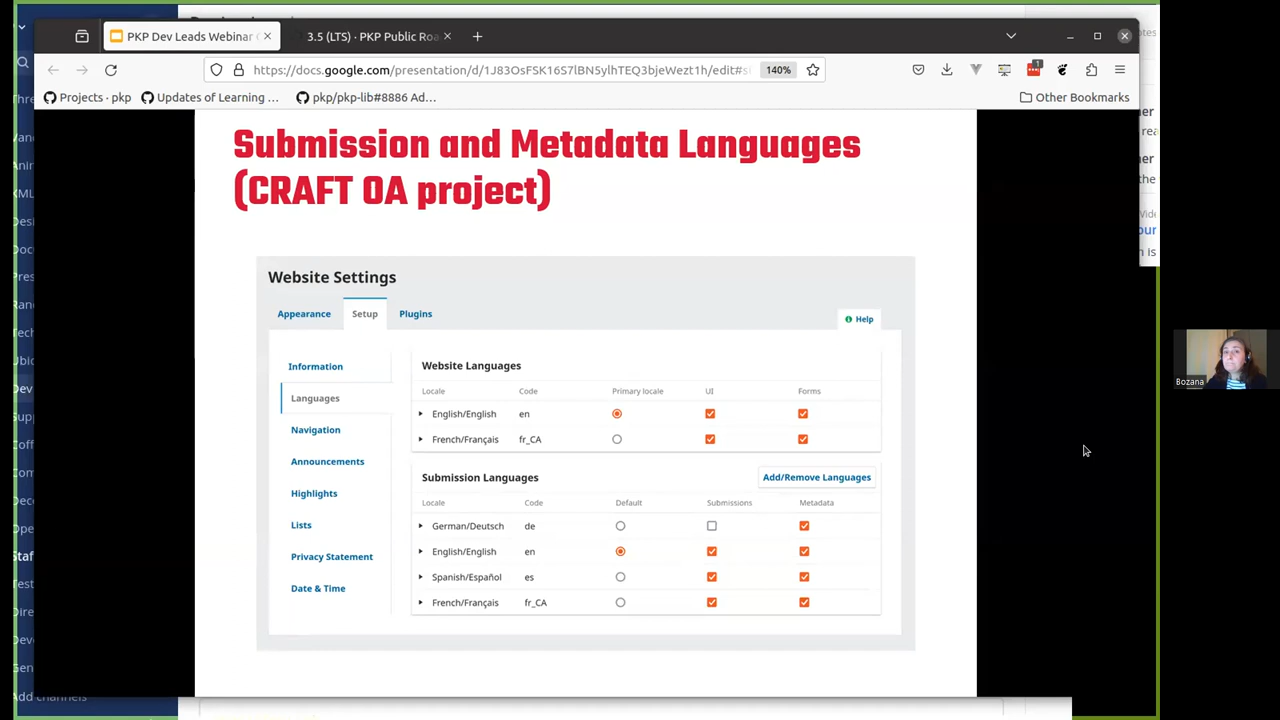 PKP Dev Leads Webinar
3.5 (LTS) · PKP Public Roa
https://docs.google.com/presentation/d/1J83OsFSK16S7lBN5ylhTEQ3bjeWezt1h/edit#s
140%
1
Projects · pkp
Updates of Learning ...
pkp/pkp-lib#8886 Ad...
Other Bookmarks
Submission and Metadata Languages
(CRAFT OA project)
Website Settings
Appearance
Setup
Plugins
Help
Information
Languages
Navigation
Announcements
Highlights
Lists
Privacy Statement
Date & Time
Website Languages
Locale Code Primary locale UI Forms
English/English en
French/Français fr_CA
Submission Languages
Add/Remove Languages
Locale Code Default Submissions Metadata
German/Deutsch de
English/English en
Spanish/Español es
French/Français fr_CA
Bozana
Add channels